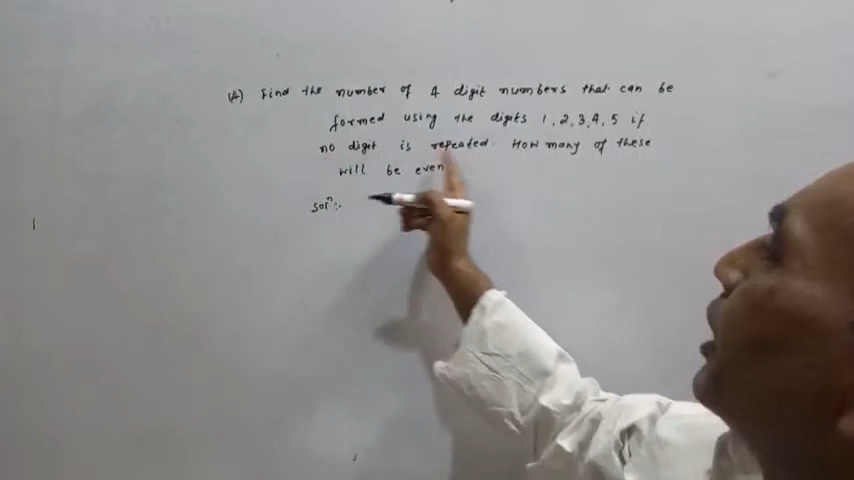 (4) Find the number of 4 digit numbers that can be
formed using the digits 1, 2, 3, 4, 5 if
no digit is repeated. How many of these
will be even
Solⁿ:-